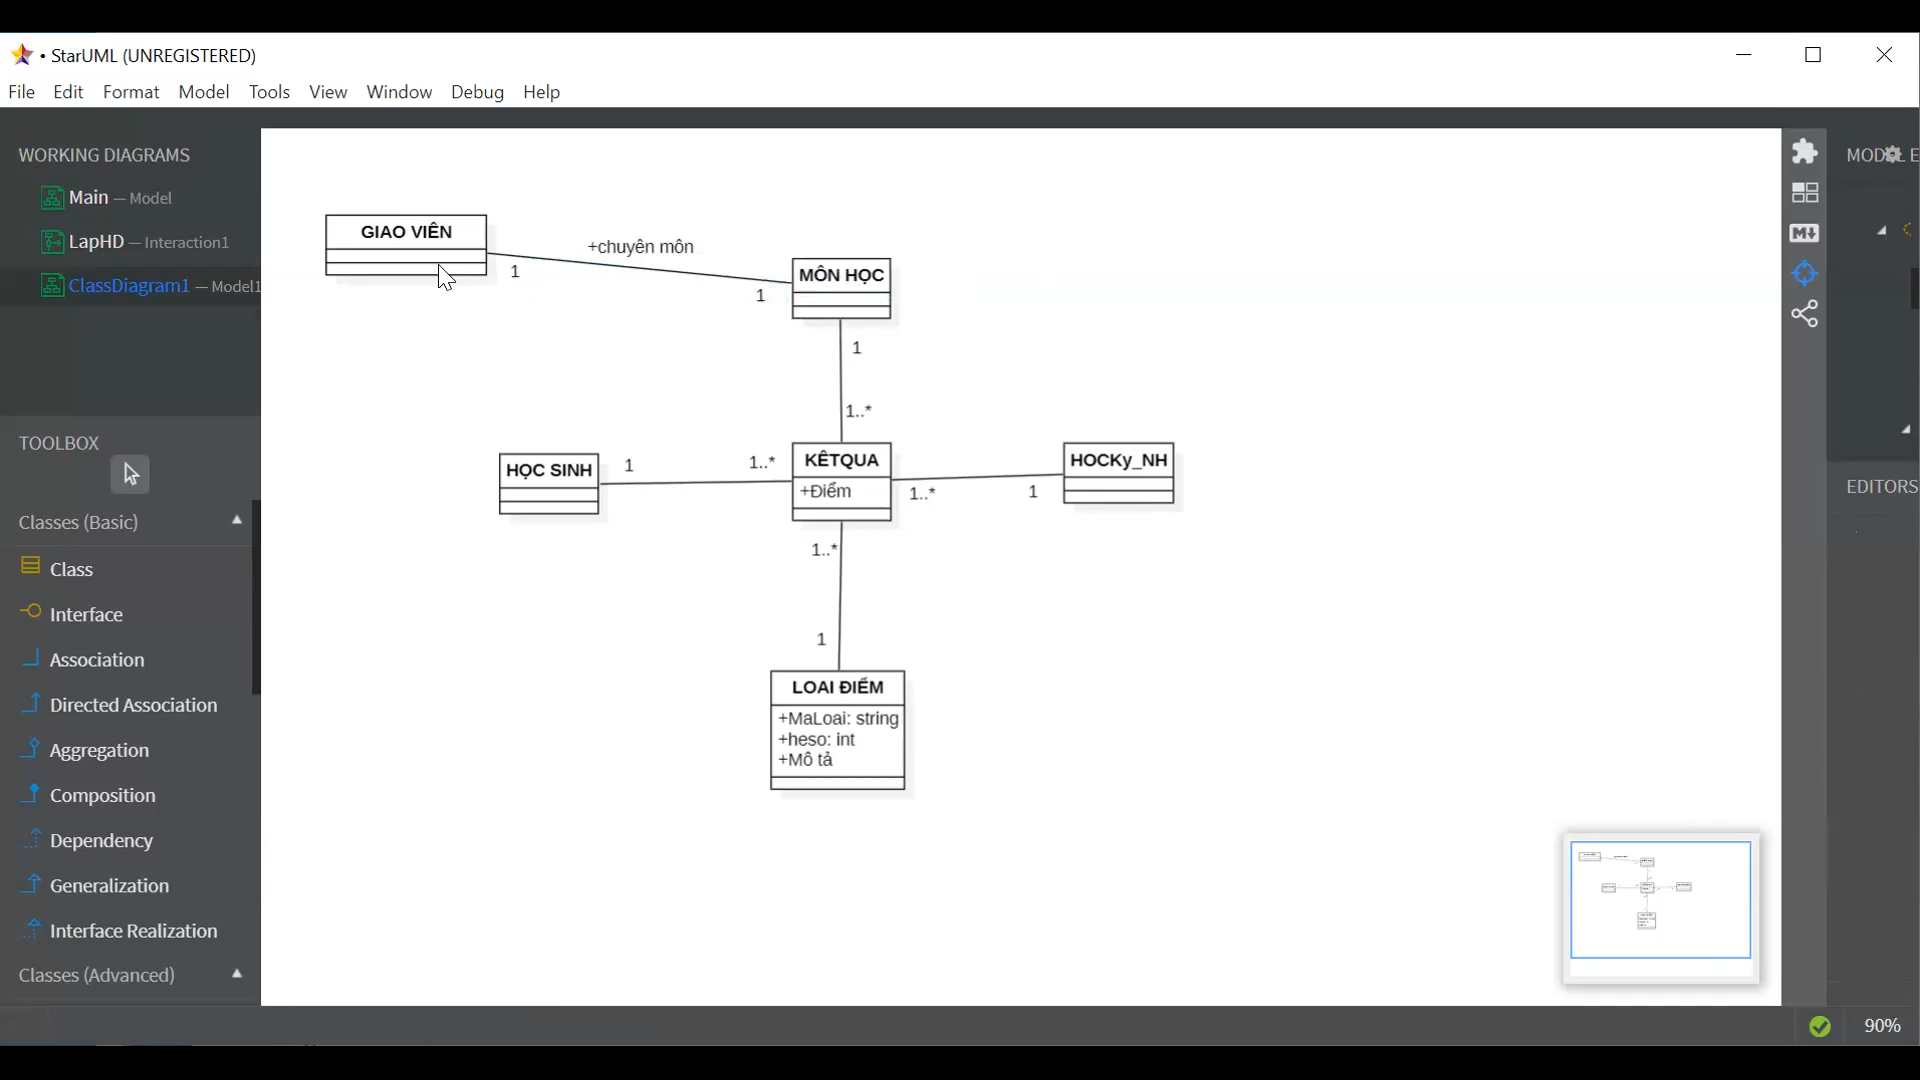 • StarUML (UNREGISTERED)
File Edit Format Model Tools View Window Debug Help
WORKING DIAGRAMS
Main — Model
LapHD — Interaction1
ClassDiagram1 — Model1
TOOLBOX
Classes (Basic)
Class
Interface
Association
Directed Association
Aggregation
Composition
Dependency
Generalization
Interface Realization
Classes (Advanced)
GIAO VIÊN
+chuyên môn
1
1
MÔN HỌC
1
1..*
HỌC SINH
1
1..*
KÊTQUA
+Điểm
1..*
1
HOCKy_NH
1..*
1
LOAI ĐIỂM
+MaLoai: string
+heso: int
+Mô tả
M
EDITORS
90%